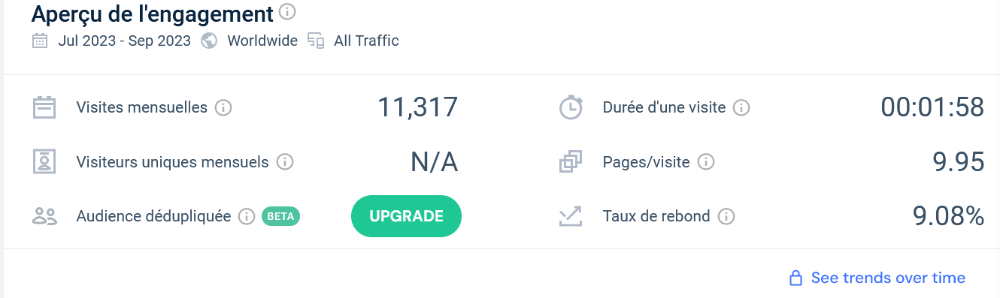 Aperçu de l'engagement
Jul 2023 - Sep 2023 Worldwide All Traffic
Visites mensuelles 11,317
Durée d'une visite 00:01:58
Visiteurs uniques mensuels N/A
Pages/visite 9.95
Audience dédupliquée BETA UPGRADE
Taux de rebond 9.08%
See trends over time